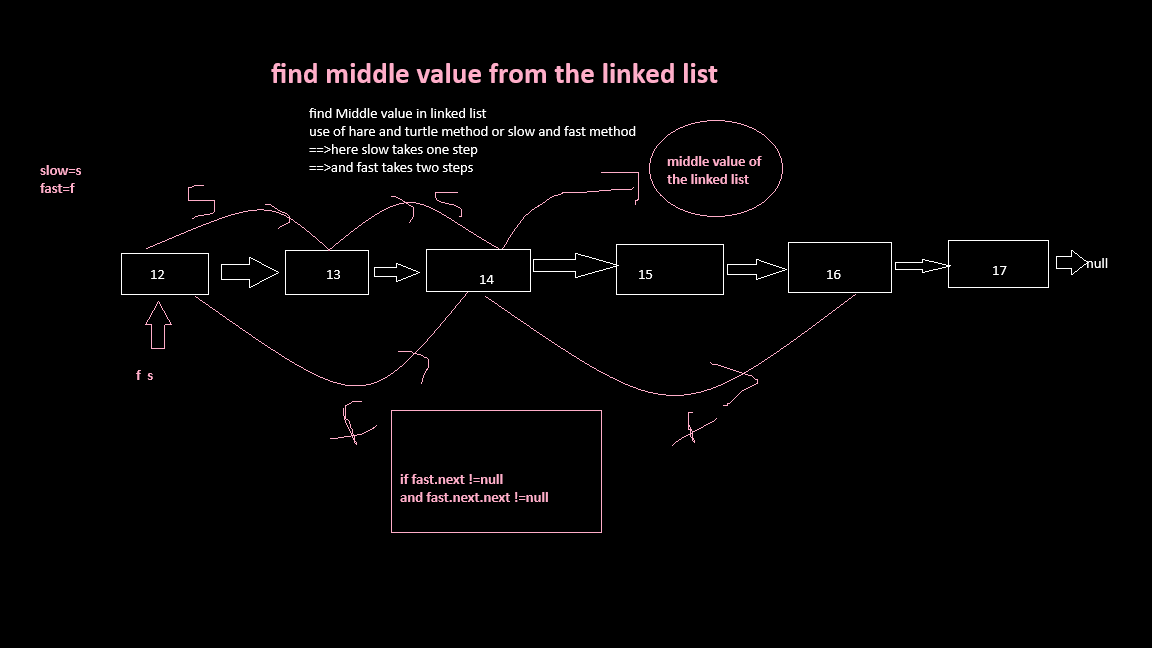 find middle value from the linked list
find Middle value in linked list
use of hare and turtle method or slow and fast method
==>here slow takes one step
==>and fast takes two steps
middle value of
the linked list
slow=s
fast=f
s
s
12
13
14
15
16
17
null
f s
f
f
if fast.next !=null
and fast.next.next !=null